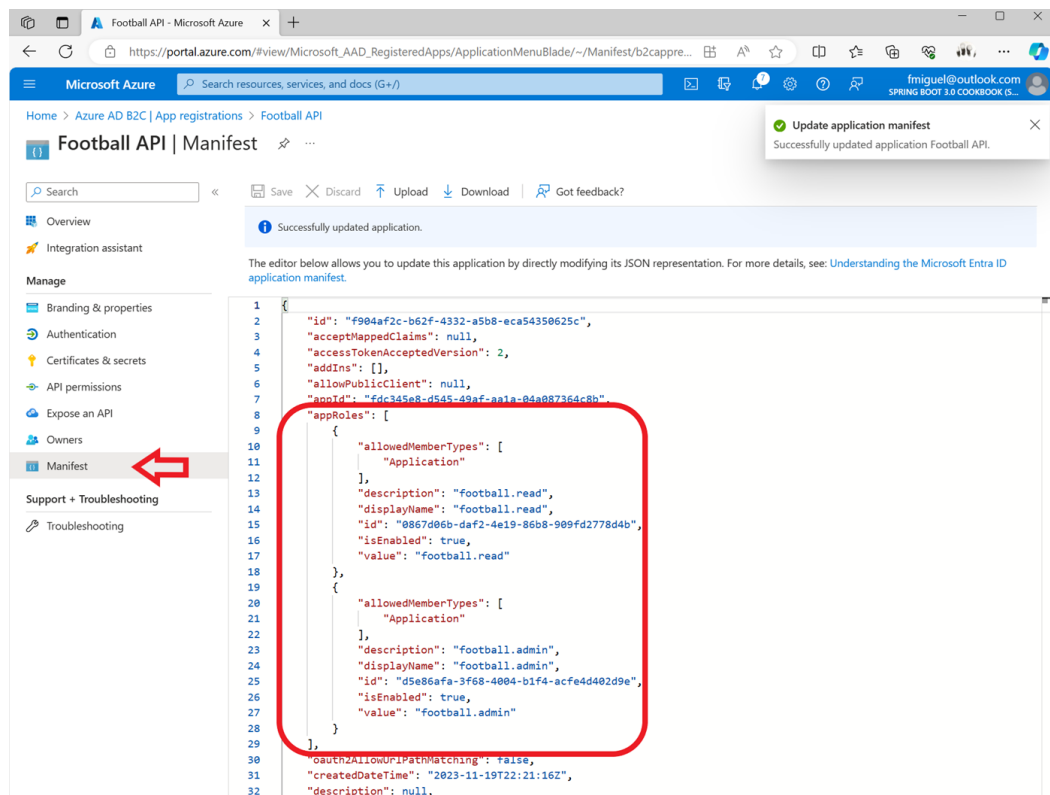 Football API - Microsoft Azure
https://portal.azure.com/#view/Microsoft_AAD_RegisteredApps/ApplicationMenuBlade/~/Manifest/b2cappre...
Microsoft Azure
Search resources, services, and docs (G+/)
7
fmiguel@outlook.com
SPRING BOOT 3.0 COOKBOOK (S...
Home > Azure AD B2C | App registrations > Football API
Football API | Manifest
Update application manifest
Successfully updated application Football API.
Search
Save Discard Upload Download Got feedback?
Overview
Integration assistant
Manage
Branding & properties
Authentication
Certificates & secrets
API permissions
Expose an API
Owners
Manifest
Support + Troubleshooting
Troubleshooting
Successfully updated application.
The editor below allows you to update this application by directly modifying its JSON representation. For more details, see: Understanding the Microsoft Entra ID
application manifest.
1 {
2 "id": "f904af2c-b62f-4332-a5b8-eca54350625c",
3 "acceptMappedClaims": null,
4 "accessTokenAcceptedVersion": 2,
5 "addIns": [],
6 "allowPublicClient": null,
7 "appId": "fdc345e8-d545-49af-aa1a-04a087364c8b",
8 "appRoles": [
9 {
10 "allowedMemberTypes": [
11 "Application"
12 ],
13 "description": "football.read",
14 "displayName": "football.read",
15 "id": "0867d06b-daf2-4e19-86b8-909fd2778d4b",
16 "isEnabled": true,
17 "value": "football.read"
18 },
19 {
20 "allowedMemberTypes": [
21 "Application"
22 ],
23 "description": "football.admin",
24 "displayName": "football.admin",
25 "id": "d5e86afa-3f68-4004-b1f4-acfe4d402d9e",
26 "isEnabled": true,
27 "value": "football.admin"
28 }
29 ],
30 "oauth2AllowUrlPathMatching": false,
31 "createdDateTime": "2023-11-19T22:21:16Z",
32 "description": null,